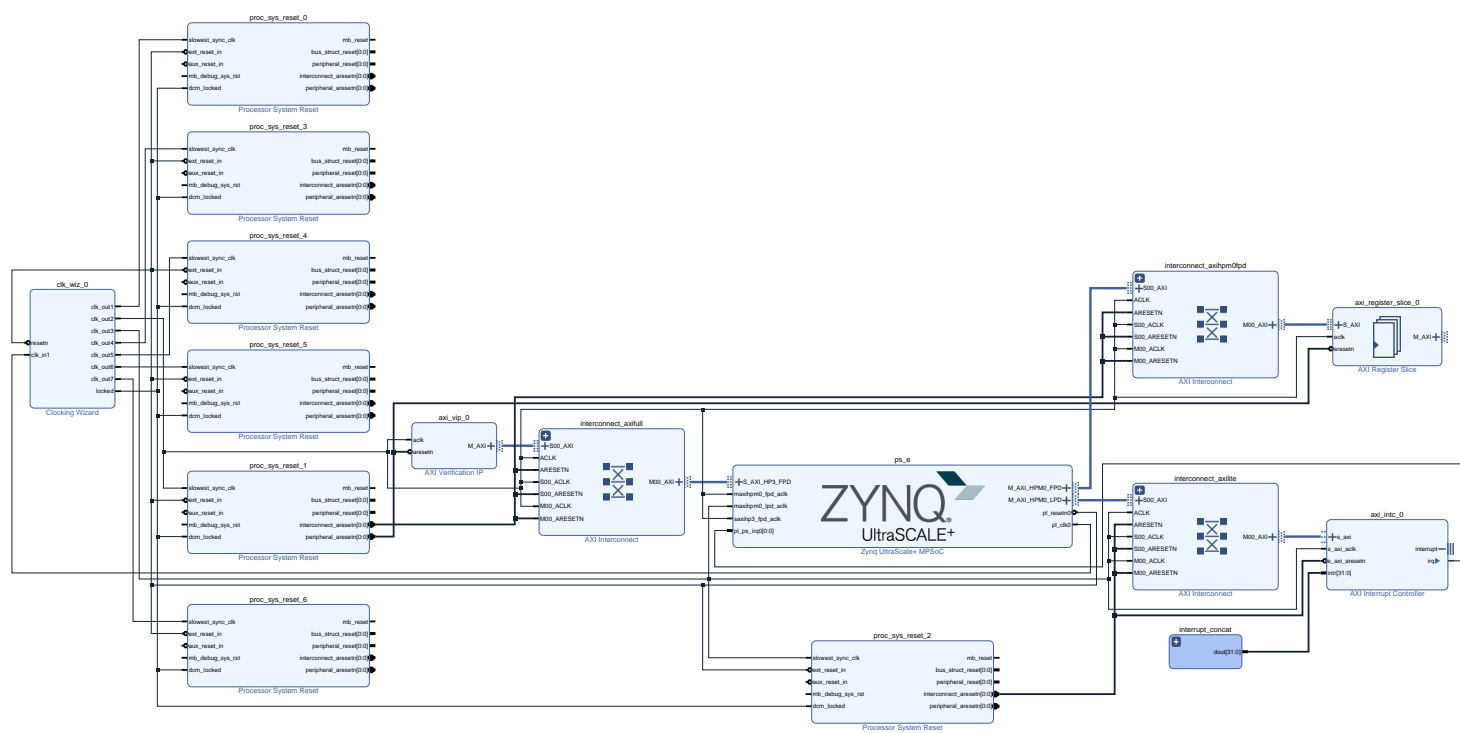 proc_sys_reset_0
slowest_sync_clk
ext_reset_in
aux_reset_in
mb_debug_sys_rst
dcm_locked
mb_reset
bus_struct_reset[0:0]
peripheral_reset[0:0]
interconnect_aresetn[0:0]
peripheral_aresetn[0:0]
Processor System Reset
proc_sys_reset_3
slowest_sync_clk
ext_reset_in
aux_reset_in
mb_debug_sys_rst
dcm_locked
mb_reset
bus_struct_reset[0:0]
peripheral_reset[0:0]
interconnect_aresetn[0:0]
peripheral_aresetn[0:0]
Processor System Reset
proc_sys_reset_4
slowest_sync_clk
ext_reset_in
aux_reset_in
mb_debug_sys_rst
dcm_locked
mb_reset
bus_struct_reset[0:0]
peripheral_reset[0:0]
interconnect_aresetn[0:0]
peripheral_aresetn[0:0]
Processor System Reset
clk_wiz_0
resetn
clk_in1
clk_out1
clk_out2
clk_out3
clk_out4
clk_out5
clk_out6
clk_out7
locked
Clocking Wizard
proc_sys_reset_5
slowest_sync_clk
ext_reset_in
aux_reset_in
mb_debug_sys_rst
dcm_locked
mb_reset
bus_struct_reset[0:0]
peripheral_reset[0:0]
interconnect_aresetn[0:0]
peripheral_aresetn[0:0]
Processor System Reset
proc_sys_reset_1
slowest_sync_clk
ext_reset_in
aux_reset_in
mb_debug_sys_rst
dcm_locked
mb_reset
bus_struct_reset[0:0]
peripheral_reset[0:0]
interconnect_aresetn[0:0]
peripheral_aresetn[0:0]
Processor System Reset
proc_sys_reset_6
slowest_sync_clk
ext_reset_in
aux_reset_in
mb_debug_sys_rst
dcm_locked
mb_reset
bus_struct_reset[0:0]
peripheral_reset[0:0]
interconnect_aresetn[0:0]
peripheral_aresetn[0:0]
Processor System Reset
axi_vip_0
aclk
aresetn
M_AXI
AXI Verification IP
interconnect_axifull
S00_AXI
ACLK
ARESETN
S00_ACLK
S00_ARESETN
M00_ACLK
M00_ARESETN
M00_AXI
AXI Interconnect
ps_e
S_AXI_HP3_FPD
maxihpm0_fpd_aclk
maxihpm0_lpd_aclk
saxihp3_fpd_aclk
pl_ps_irq0[0:0]
ZYNQ
UltraSCALE+
M_AXI_HPM0_FPD
M_AXI_HPM0_LPD
pl_resetn0
pl_clk0
Zynq UltraScale+ MPSoC
proc_sys_reset_2
slowest_sync_clk
ext_reset_in
aux_reset_in
mb_debug_sys_rst
dcm_locked
mb_reset
bus_struct_reset[0:0]
peripheral_reset[0:0]
interconnect_aresetn[0:0]
peripheral_aresetn[0:0]
Processor System Reset
interconnect_axihpm0fpd
S00_AXI
ACLK
ARESETN
S00_ACLK
S00_ARESETN
M00_ACLK
M00_ARESETN
M00_AXI
AXI Interconnect
axi_register_slice_0
S_AXI
aclk
aresetn
M_AXI
AXI Register Slice
interconnect_axilite
S00_AXI
ACLK
ARESETN
S00_ACLK
S00_ARESETN
M00_ACLK
M00_ARESETN
M00_AXI
AXI Interconnect
axi_intc_0
s_axi
s_axi_aclk
s_axi_aresetn
intr[31:0]
interrupt
irq
AXI Interrupt Controller
interrupt_concat
dout[31:0]